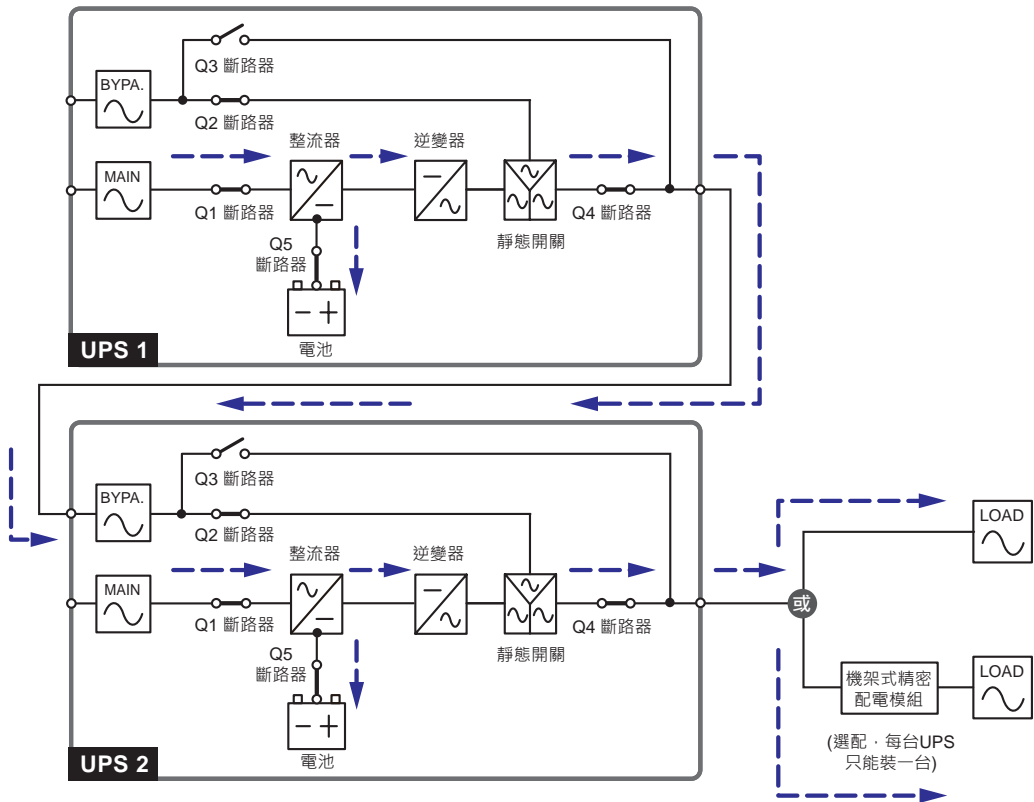 Q3 斷路器
BYPA.
Q2 斷路器
整流器
逆變器
MAIN
Q1 斷路器
Q4 斷路器
靜態開關
Q5
斷路器
電池
UPS 1
Q3 斷路器
BYPA.
Q2 斷路器
LOAD
整流器
逆變器
MAIN
或
Q1 斷路器
Q4 斷路器
靜態開關
Q5
斷路器
機架式精密
配電模組
LOAD
(選配,每台UPS
只能裝一台)
電池
UPS 2